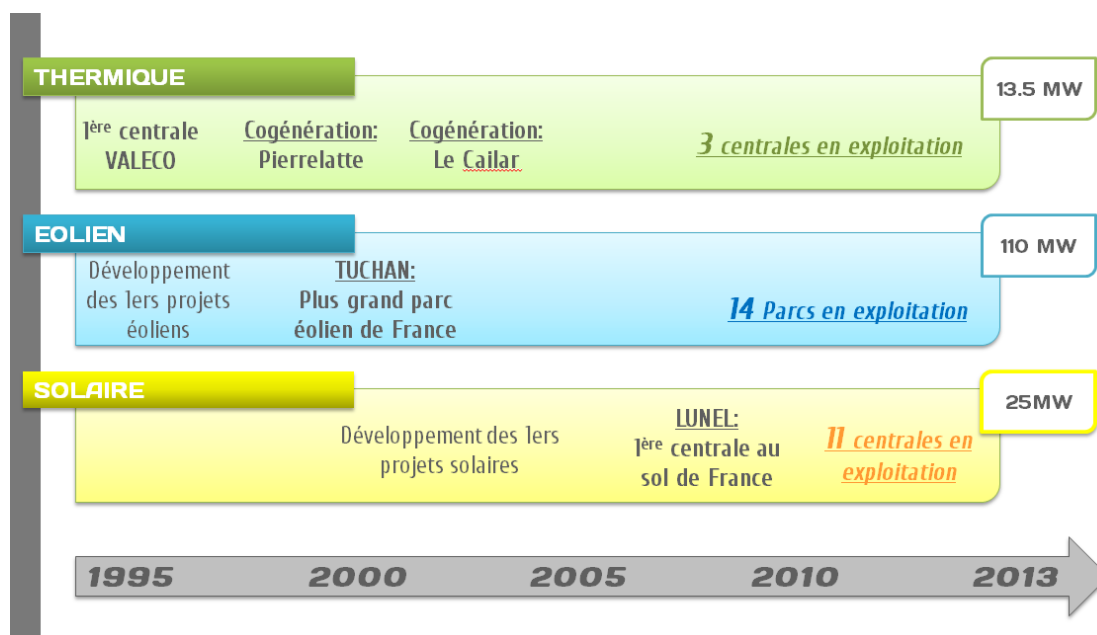 THERMIQUE
13.5 MW
1ère centrale
VALECO
Cogénération:
Pierrelatte
Cogénération:
Le Cailar
3 centrales en exploitation
EOLIEN
110 MW
Développement
des 1ers projets
éoliens
TUCHAN:
Plus grand parc
éolien de France
14 Parcs en exploitation
SOLAIRE
25MW
Développement des 1ers
projets solaires
LUNEL:
1ère centrale au
sol de France
11 centrales en
exploitation
1995 2000 2005 2010 2013